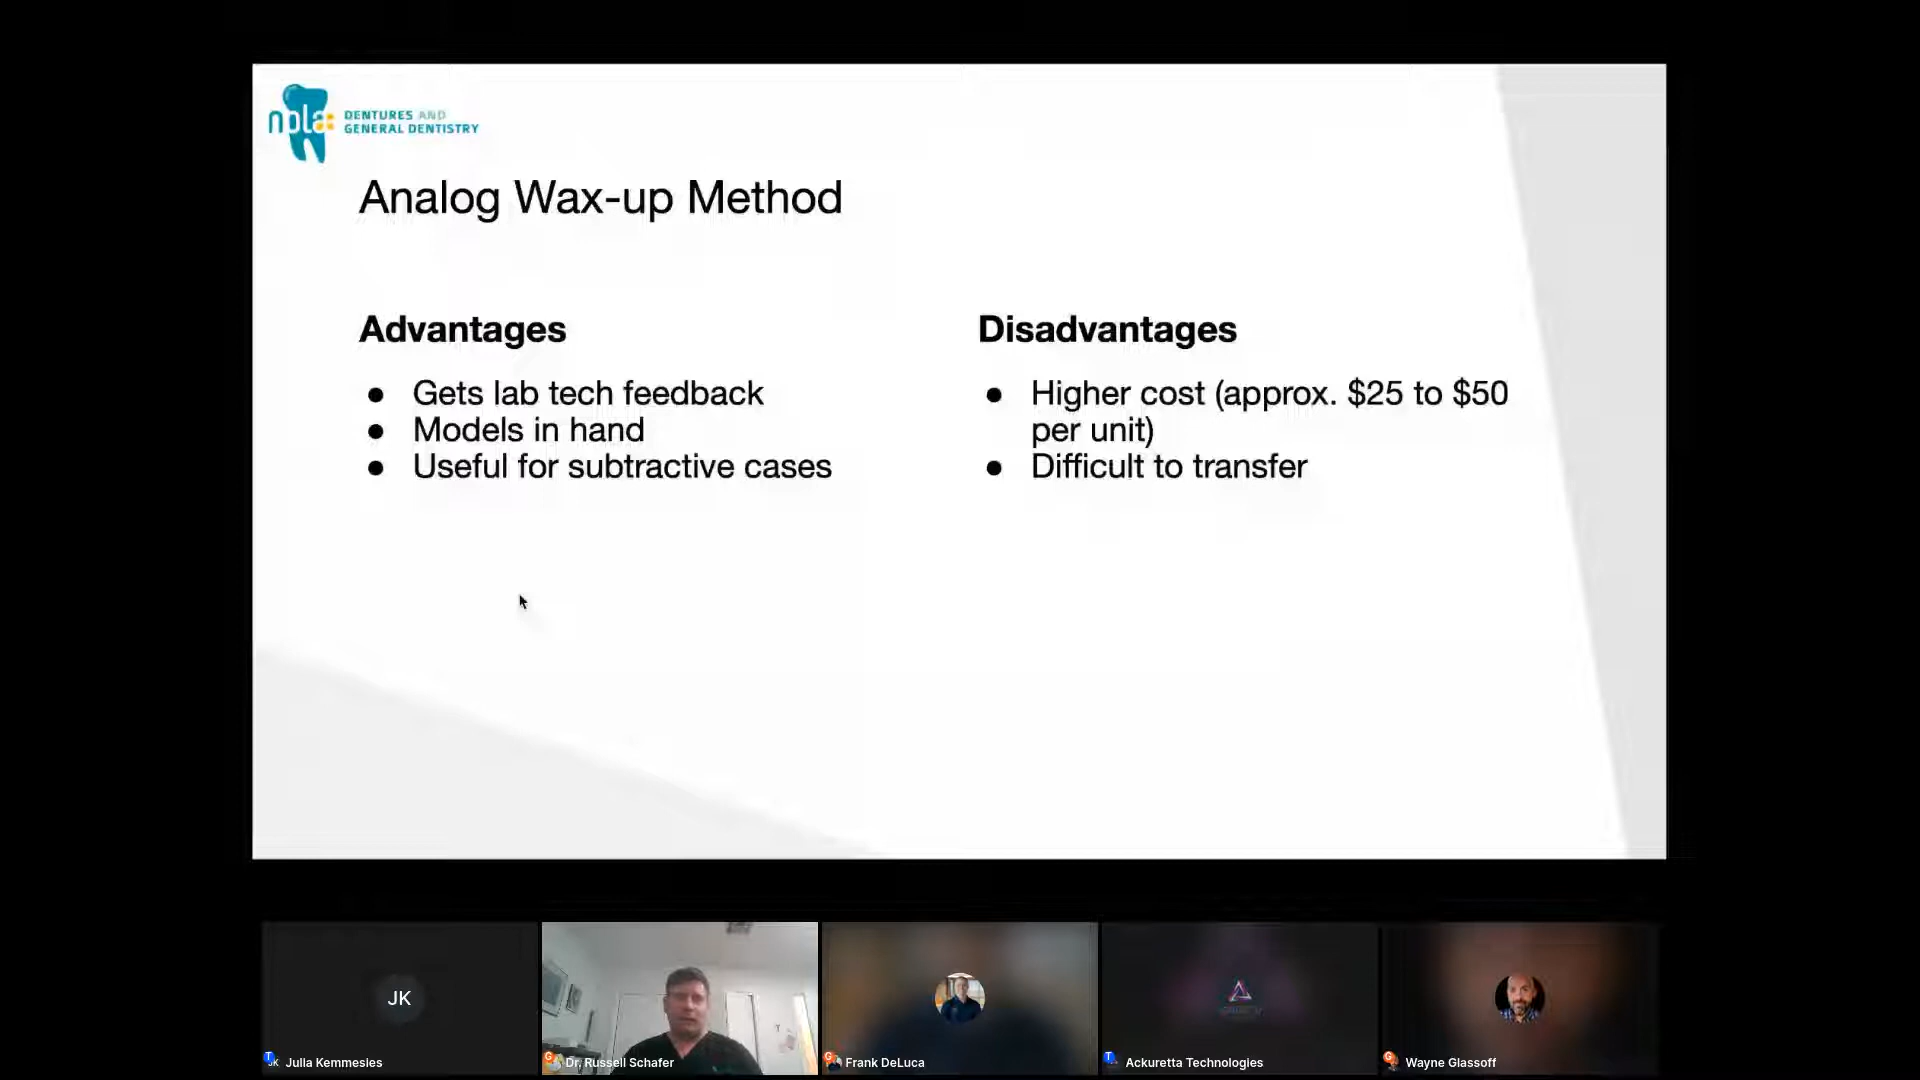 npla:
DENTURES AND
GENERAL DENTISTRY
Analog Wax-up Method
Advantages
● Gets lab tech feedback
● Models in hand
● Useful for subtractive cases
Disadvantages
● Higher cost (approx. $25 to $50
per unit)
● Difficult to transfer
JK
T JK Julia Kemmesies
G Dr. Russell Schafer
G Frank DeLuca
T Ackuretta Technologies
G Wayne Glassoff